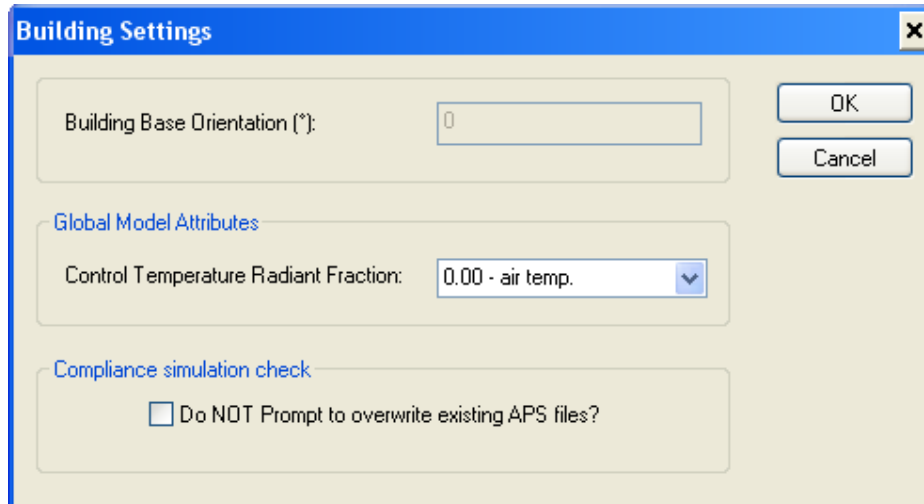 Building Settings
Building Base Orientation (°):
0
OK
Cancel
Global Model Attributes
Control Temperature Radiant Fraction:
0.00 - air temp.
Compliance simulation check
Do NOT Prompt to overwrite existing APS files?